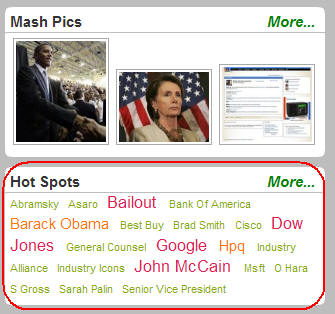 Mash Pics More...
Hot Spots More...
Abramsky Asaro Bailout Bank Of America
Barack Obama Best Buy Brad Smith Cisco Dow
Jones General Counsel Google Hpq Industry
Alliance Industry Icons John McCain Msft O Hara
S Gross Sarah Palin Senior Vice President